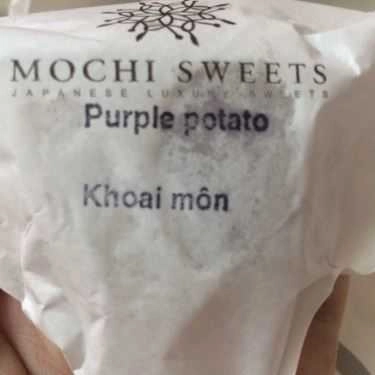 MOCHI SWEETS
JAPANESE LUXURY SWEETS
Purple potato
Khoai môn